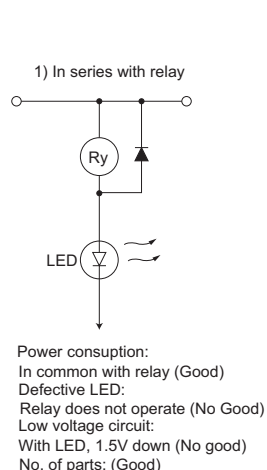 1) In series with relay
Ry
LED
Power consuption:
In common with relay (Good)
Defective LED:
Relay does not operate (No Good)
Low voltage circuit:
With LED, 1.5V down (No good)
No. of parts: (Good)